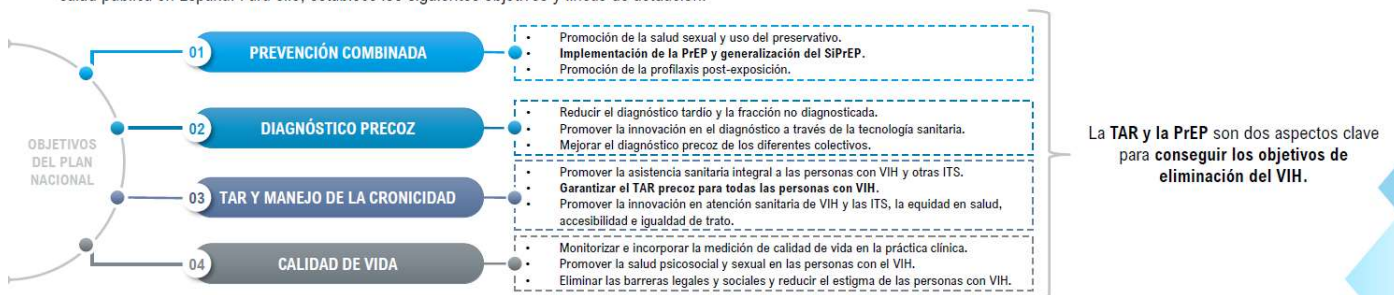 OBJETIVOS
DEL PLAN
NACIONAL
01 PREVENCIÓN COMBINADA
• Promoción de la salud sexual y uso del preservativo.
• Implementación de la PrEP y generalización del SiPrEP.
• Promoción de la profilaxis post-exposición.
02 DIAGNÓSTICO PRECOZ
• Reducir el diagnóstico tardío y la fracción no diagnosticada.
• Promover la innovación en el diagnóstico a través de la tecnología sanitaria.
• Mejorar el diagnóstico precoz de los diferentes colectivos.
03 TAR Y MANEJO DE LA CRONICIDAD
• Promover la asistencia sanitaria integral a las personas con VIH y otras ITS.
• Garantizar el TAR precoz para todas las personas con VIH.
• Promover la innovación en atención sanitaria de VIH y las ITS, la equidad en salud,
accesibilidad e igualdad de trato.
04 CALIDAD DE VIDA
• Monitorizar e incorporar la medición de calidad de vida en la práctica clínica.
• Promover la salud psicosocial y sexual en las personas con el VIH.
• Eliminar las barreras legales y sociales y reducir el estigma de las personas con VIH.
La TAR y la PrEP son dos aspectos clave
para conseguir los objetivos de
eliminación del VIH.